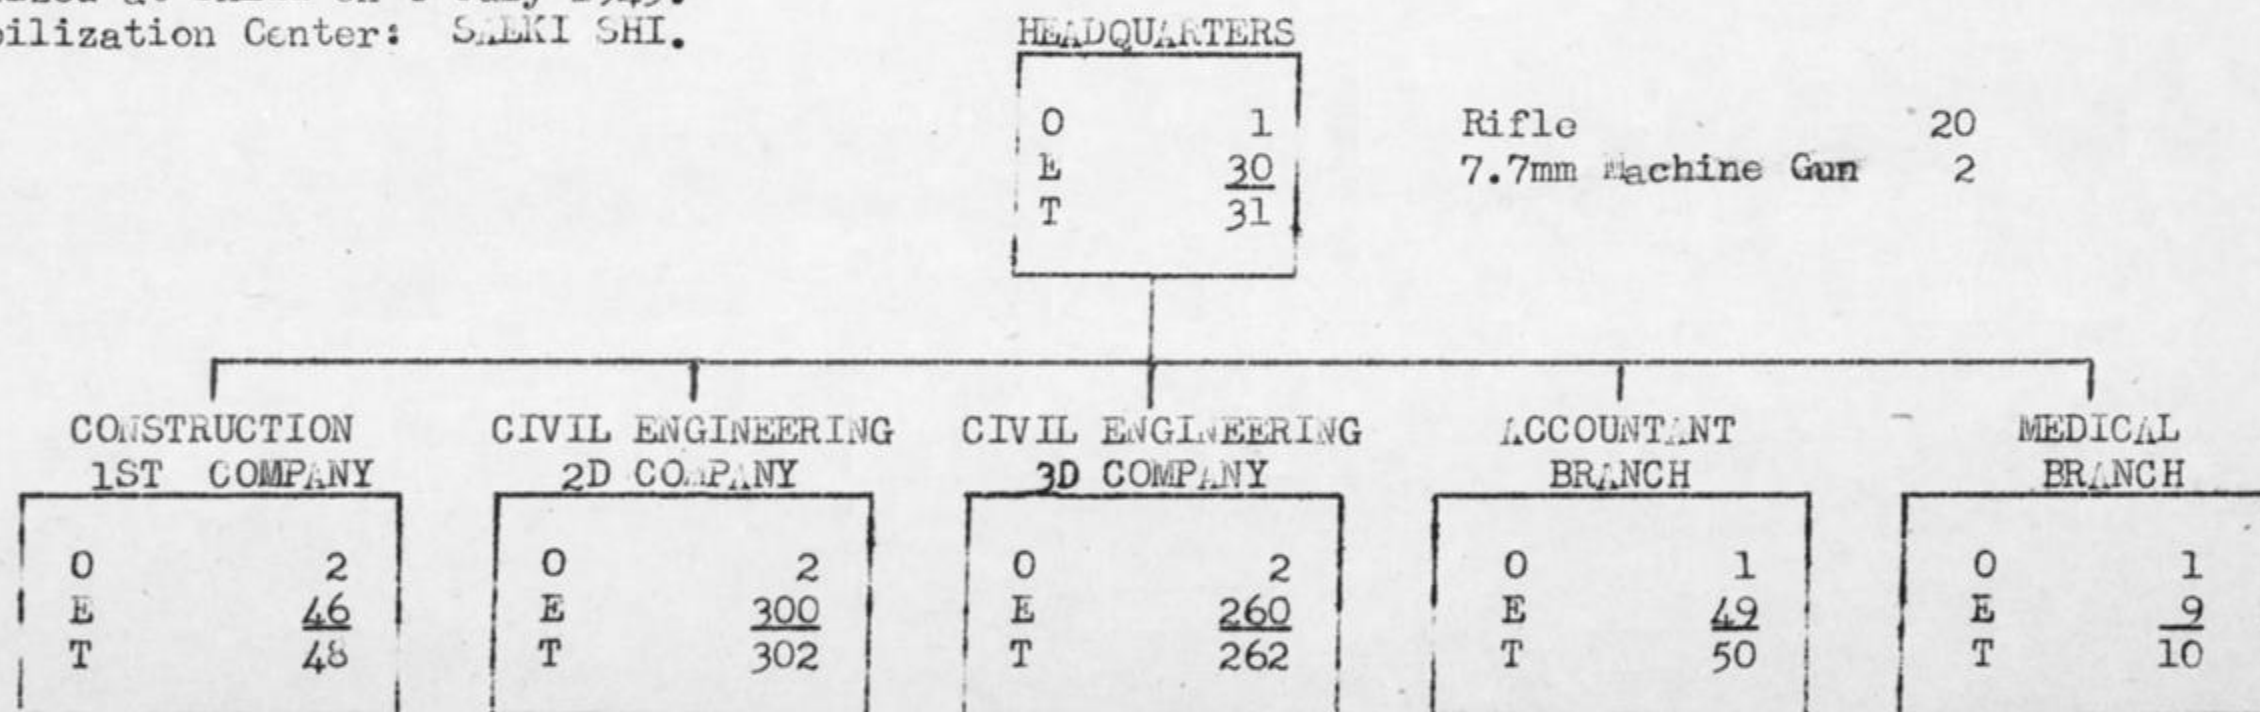 Mobilization Center: SAEKI SHI.
HEADQUARTERS
O 1
E 30
T 31
Rifle 20
7.7mm Machine Gun 2
CONSTRUCTION
1ST COMPANY
O 2
E 46
T 48
CIVIL ENGINEERING
2D COMPANY
O 2
E 300
T 302
CIVIL ENGINEERING
3D COMPANY
O 2
E 260
T 262
ACCOUNTANT
BRANCH
O 1
E 49
T 50
MEDICAL
BRANCH
O 1
E 9
T 10